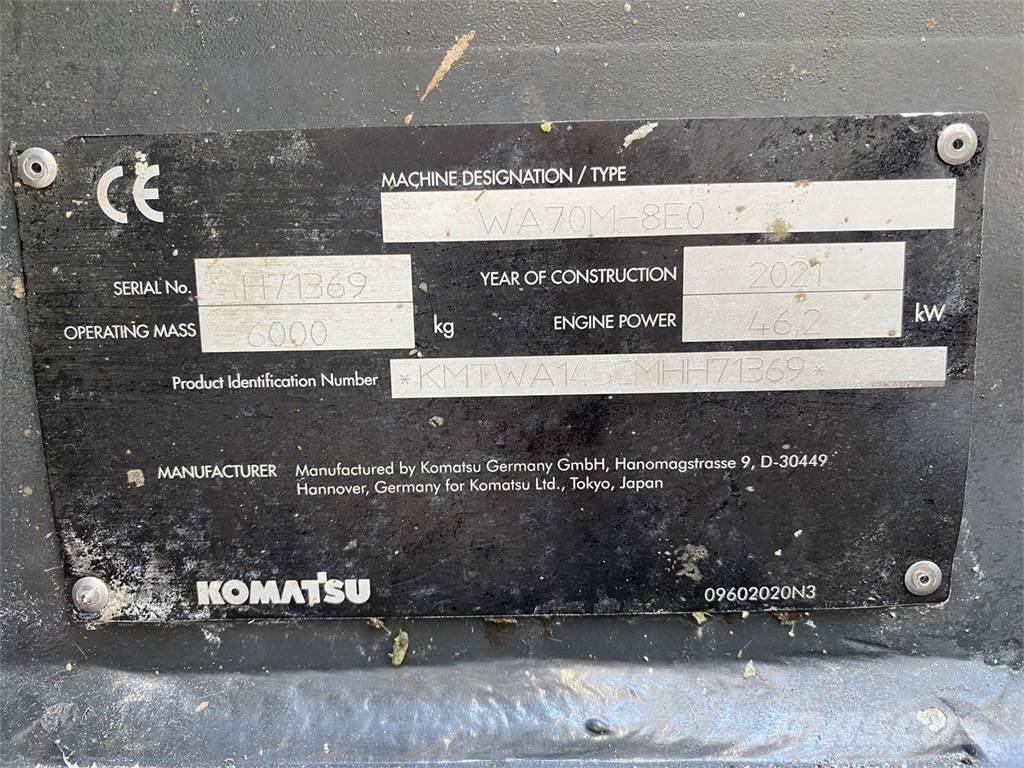 CE
MACHINE DESIGNATION / TYPE
WA70M-8E0
SERIAL No. H71369
YEAR OF CONSTRUCTION 2021
OPERATING MASS 6000 kg
ENGINE POWER 46,2 kW
Product Identification Number
MANUFACTURER Manufactured by Komatsu Germany GmbH, Hanomagstrasse 9, D-30449
Hannover, Germany for Komatsu Ltd., Tokyo, Japan
KOMATSU
09602020N3